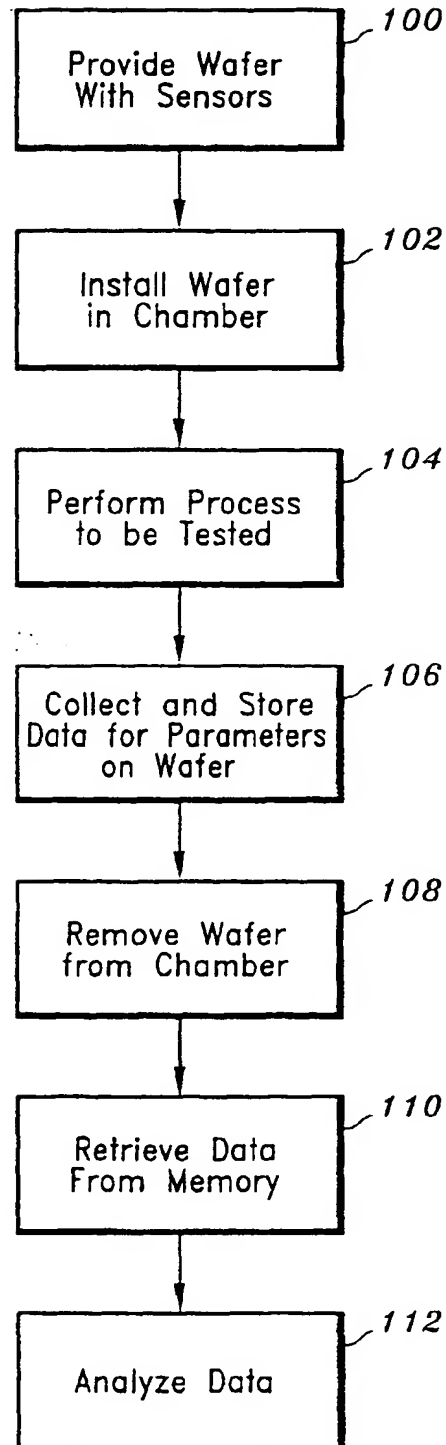 100
Provide Wafer
With Sensors
102
Install Wafer
in Chamber
104
Perform Process
to be Tested
106
Collect and Store
Data for Parameters
on Wafer
108
Remove Wafer
from Chamber
110
Retrieve Data
From Memory
112
Analyze Data